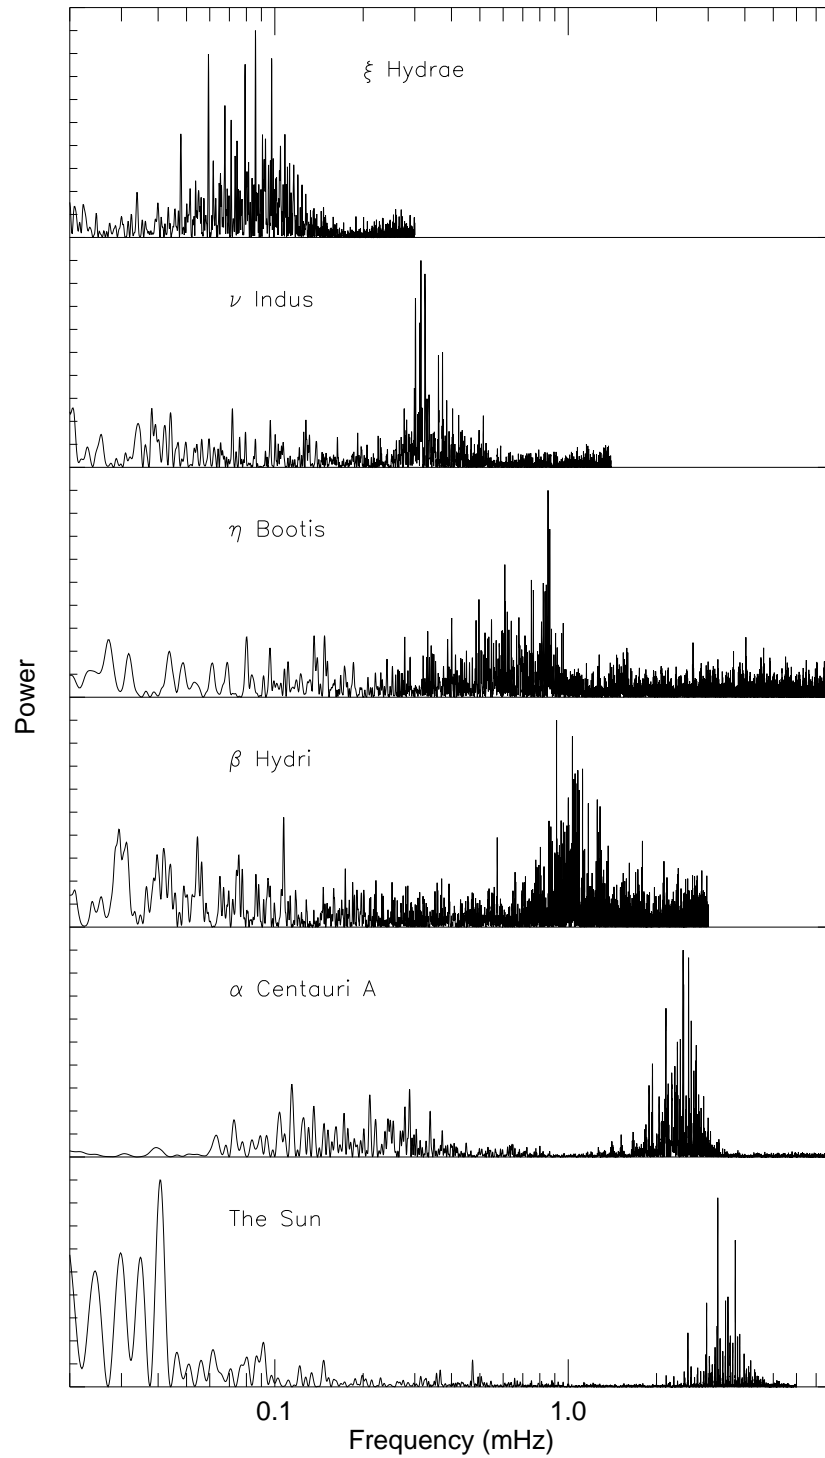 ξ Hydrae
ν Indus
η Bootis
Power
β Hydri
α Centauri A
The Sun
0.1 1.0
Frequency (mHz)